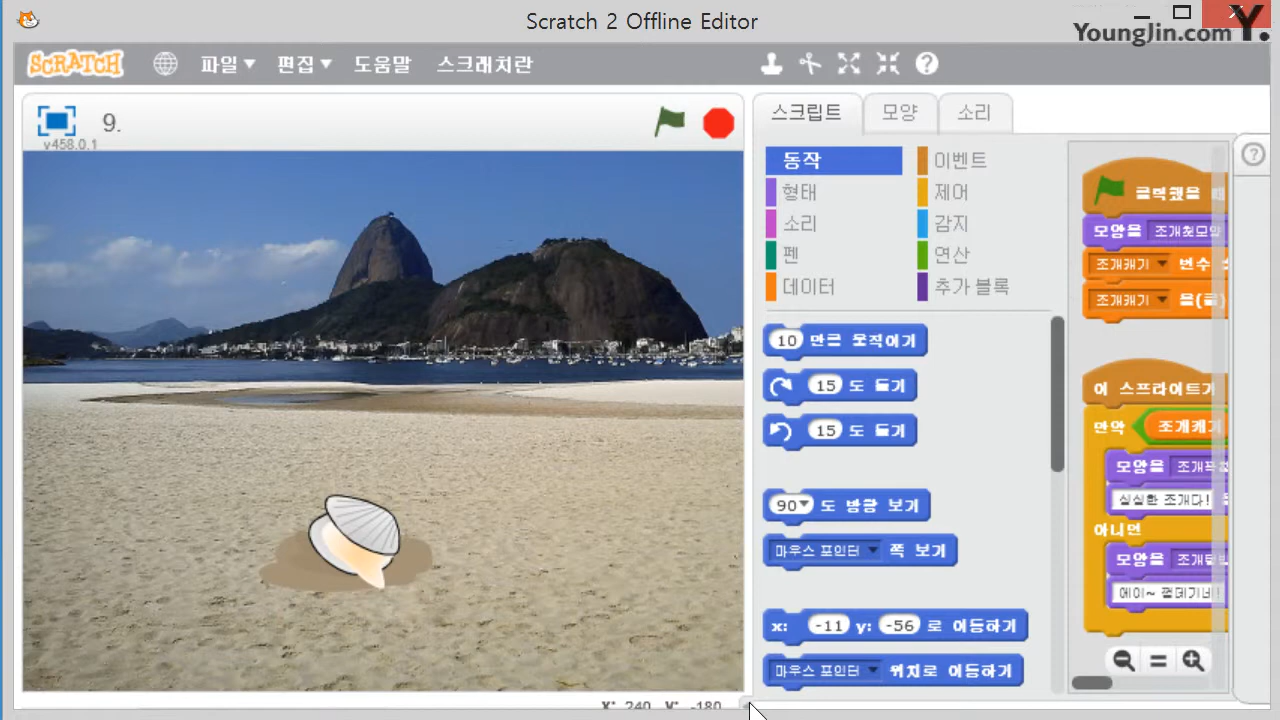 Scratch 2 Offline Editor
YoungJin.com Y.
SCRATCH 파일 편집 도움말 스크래치란
9.
v458.0.1
스크립트 모양 소리
동작 이벤트
형태 제어
소리 감지
펜 연산
데이터 추가 블록
10 만큼 움직이기
15 도 돌기
15 도 돌기
90 도 방향 보기
마우스 포인터 쪽 보기
x: -11 y: -56 로 이동하기
마우스 포인터 위치로 이동하기
클릭했을 때
모양을
조개캐기 변수
조개캐기 을(를)
이 스프라이트가
만약 조개캐기
모양을
싱싱한 조개다!
아니면
모양을
에이~ 껍데기네!
X: 240 Y: -180